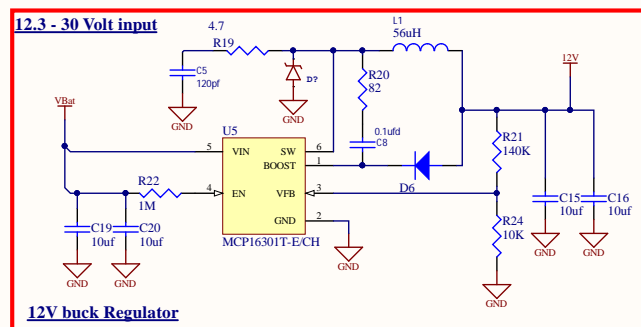 12.3 - 30 Volt input
4.7
R19
C5
120pf
GND
D?
GND
L1
56uH
R20
82
0.1ufd
C8
12V
VBat
U5
5
VIN
SW
6
BOOST
1
D6
R21
140K
R22
1M
4
EN
VFB
3
GND
2
MCP16301T-E/CH
GND
C19
10uf
GND
C20
10uf
GND
R24
10K
GND
C15
10uf
GND
C16
10uf
GND
12V buck Regulator